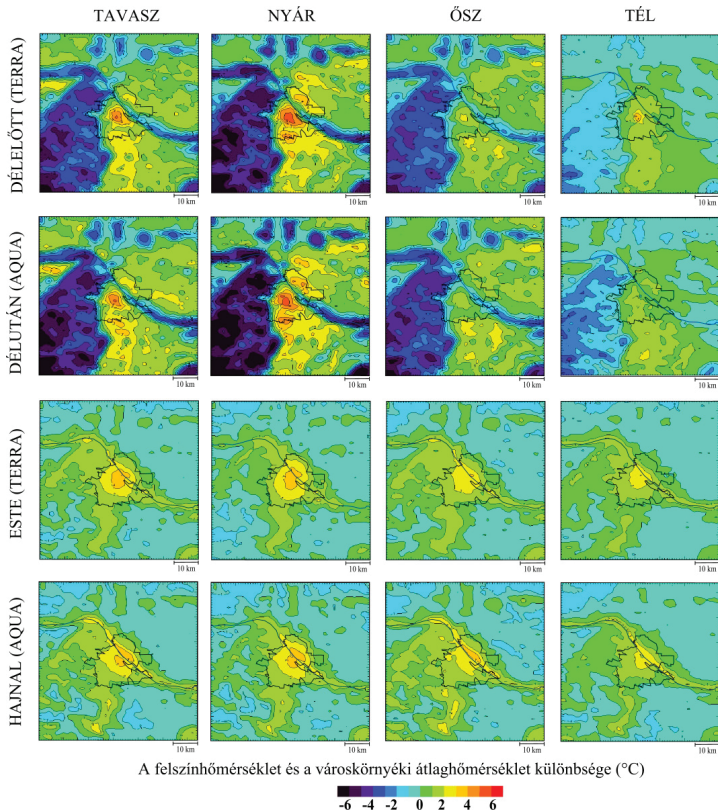 TAVASZ NYÁR ŐSZ TÉL
DÉLELŐTT (TERRA)
10 km 10 km 10 km 10 km
DÉLUTÁN (AQUA)
10 km 10 km 10 km 10 km
ESTE (TERRA)
10 km 10 km 10 km 10 km
HAJNAL (AQUA)
10 km 10 km 10 km 10 km
A felszínhőmérséklet és a városkörnyéki átlaghőmérséklet különbsége (°C)
-6 -4 -2 0 2 4 6